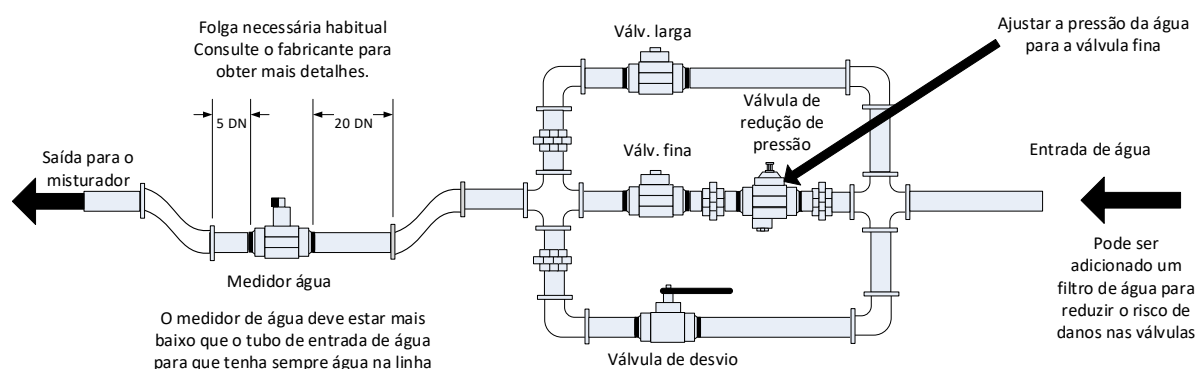 Folga necessária habitual
Consulte o fabricante para
obter mais detalhes.
5 DN
20 DN
Saída para o
misturador
Medidor água
O medidor de água deve estar mais
baixo que o tubo de entrada de água
para que tenha sempre água na linha
Válv. larga
Válvula de
redução de
pressão
Válv. fina
Válvula de desvio
Ajustar a pressão da água
para a válvula fina
Entrada de água
Pode ser
adicionado um
filtro de água para
reduzir o risco de
danos nas válvulas